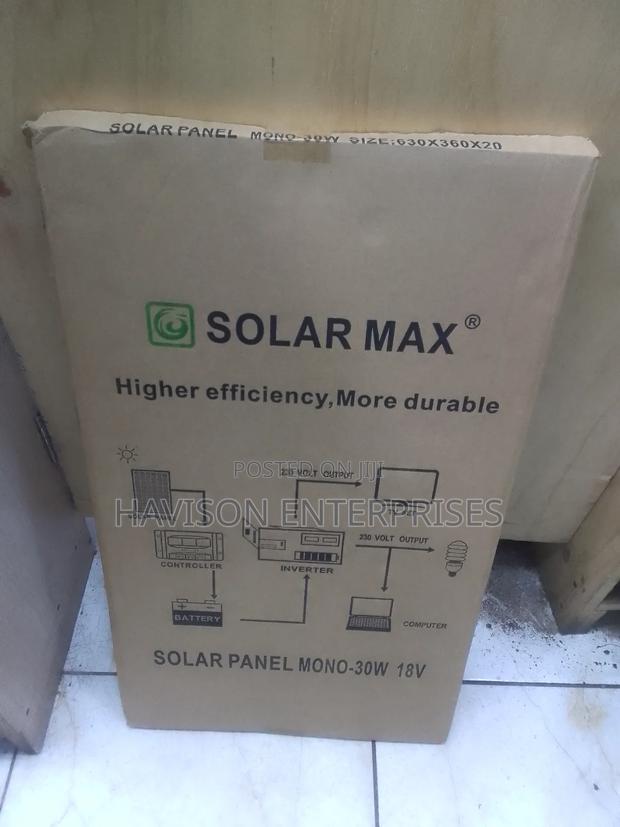 SOLAR PANEL MONO-30W SIZE:630X360X20
SOLAR MAX®
Higher efficiency,More durable
230 VOLT OUTPUT
POSTED ON JIJI
HAVISON ENTERPRISES
230 VOLT OUTPUT
CONTROLLER
INVERTER
BATTERY
COMPUTER
SOLAR PANEL MONO-30W 18V